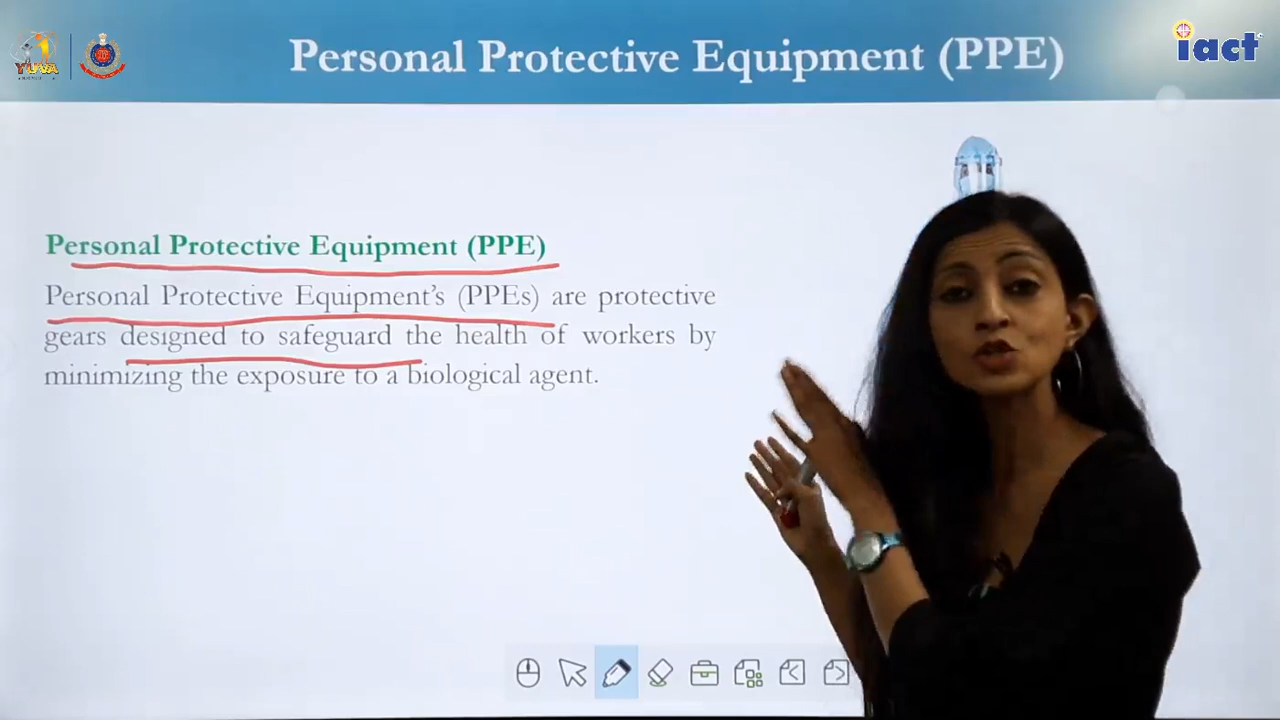 YUVA
Personal Protective Equipment (PPE)
iact
Personal Protective Equipment (PPE)
Personal Protective Equipment's (PPEs) are protective
gears designed to safeguard the health of workers by
minimizing the exposure to a biological agent.